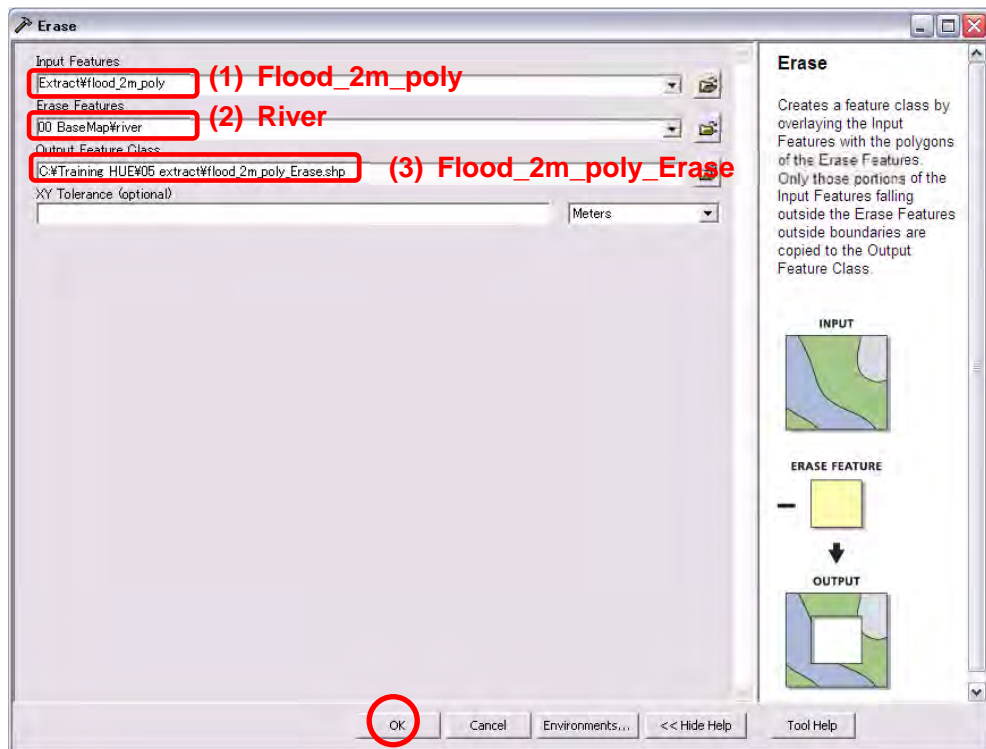 Erase
Input Features
Extract¥flood_2m_poly
(1) Flood_2m_poly
Erase Features
00 BaseMap¥river
(2) River
Output Feature Class
C:¥Training HUE¥05 extract¥flood_2m_poly_Erase.shp
(3) Flood_2m_poly_Erase
XY Tolerance (optional)
Meters
Erase
Creates a feature class by
overlaying the Input
Features with the polygons
of the Erase Features.
Only those portions of the
Input Features falling
outside the Erase Features
outside boundaries are
copied to the Output
Feature Class.
INPUT
ERASE FEATURE
OUTPUT
OK
Cancel
Environments...
<< Hide Help
Tool Help